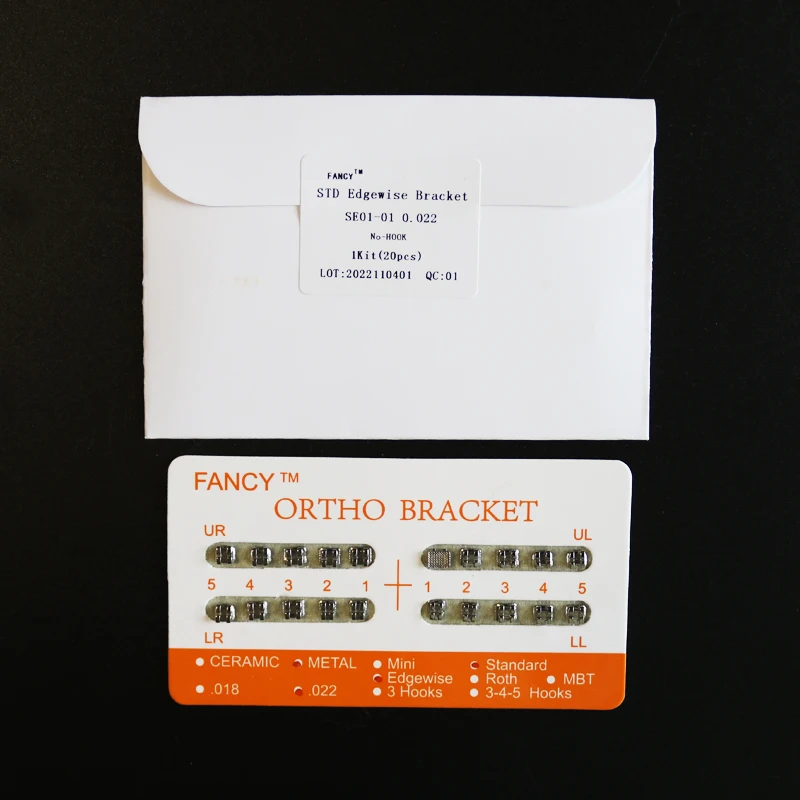 FANCY™
STD Edgewise Bracket
SE01-01 0.022
No-HOOK
1Kit(20pcs)
LOT:2022110401 QC:01
FANCY™
ORTHO BRACKET
UR UL
5 4 3 2 1 1 2 3 4 5
LR LL
CERAMIC METAL Mini Standard
Edgewise Roth MBT
.018 .022 3 Hooks 3-4-5 Hooks